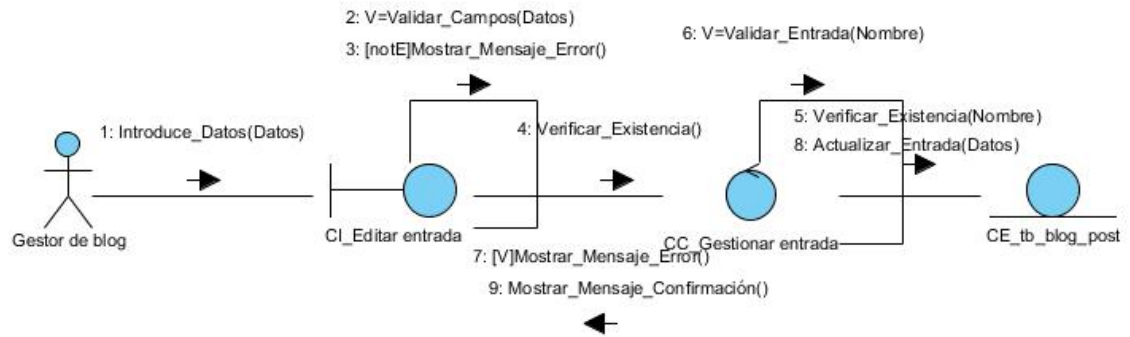 2: V=Validar_Campos(Datos)
3: [notE]Mostrar_Mensaje_Error()
6: V=Validar_Entrada(Nombre)
1: Introduce_Datos(Datos)
4: Verificar_Existencia()
5: Verificar_Existencia(Nombre)
8: Actualizar_Entrada(Datos)
Gestor de blog
CI_Editar entrada
CC_Gestionar entrada
CE_tb_blog_post
7: [V]Mostrar_Mensaje_Error()
9: Mostrar_Mensaje_Confirmación()